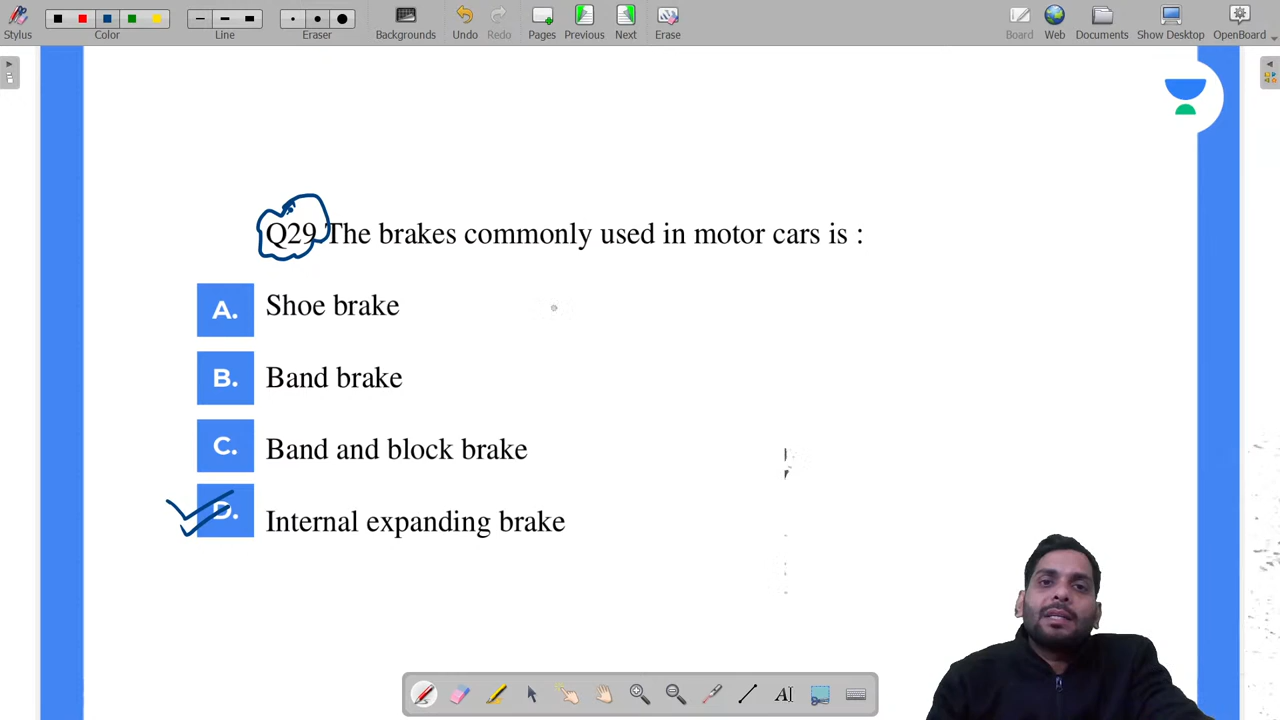 Stylus
Color
Line
Eraser
Backgrounds
Undo
Redo
Pages
Previous
Next
Erase
Board
Web
Documents
Show Desktop
OpenBoard
Q29 The brakes commonly used in motor cars is :
A. Shoe brake
B. Band brake
C. Band and block brake
D. Internal expanding brake
AI